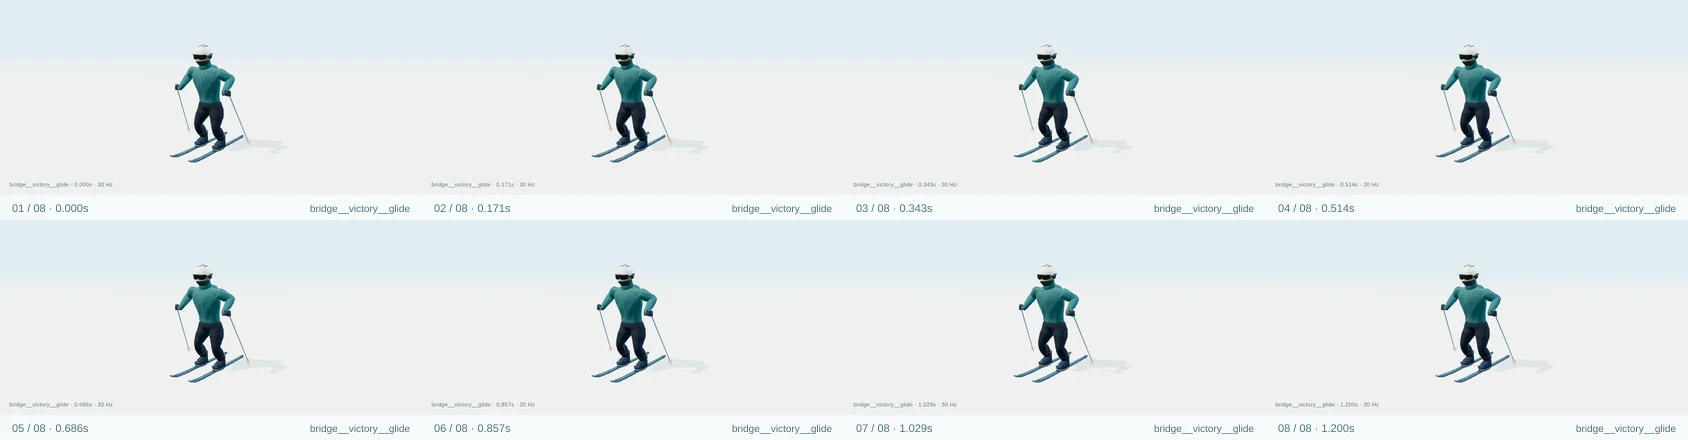 bridge__victory__glide · 0.000s · 30 Hz
bridge__victory__glide · 0.171s · 30 Hz
bridge__victory__glide · 0.343s · 30 Hz
bridge__victory__glide · 0.514s · 30 Hz
01 / 08 · 0.000s
bridge__victory__glide
02 / 08 · 0.171s
bridge__victory__glide
03 / 08 · 0.343s
bridge__victory__glide
04 / 08 · 0.514s
bridge__victory__glide
bridge__victory__glide · 0.686s · 30 Hz
bridge__victory__glide · 0.857s · 30 Hz
bridge__victory__glide · 1.029s · 30 Hz
bridge__victory__glide · 1.200s · 30 Hz
05 / 08 · 0.686s
bridge__victory__glide
06 / 08 · 0.857s
bridge__victory__glide
07 / 08 · 1.029s
bridge__victory__glide
08 / 08 · 1.200s
bridge__victory__glide